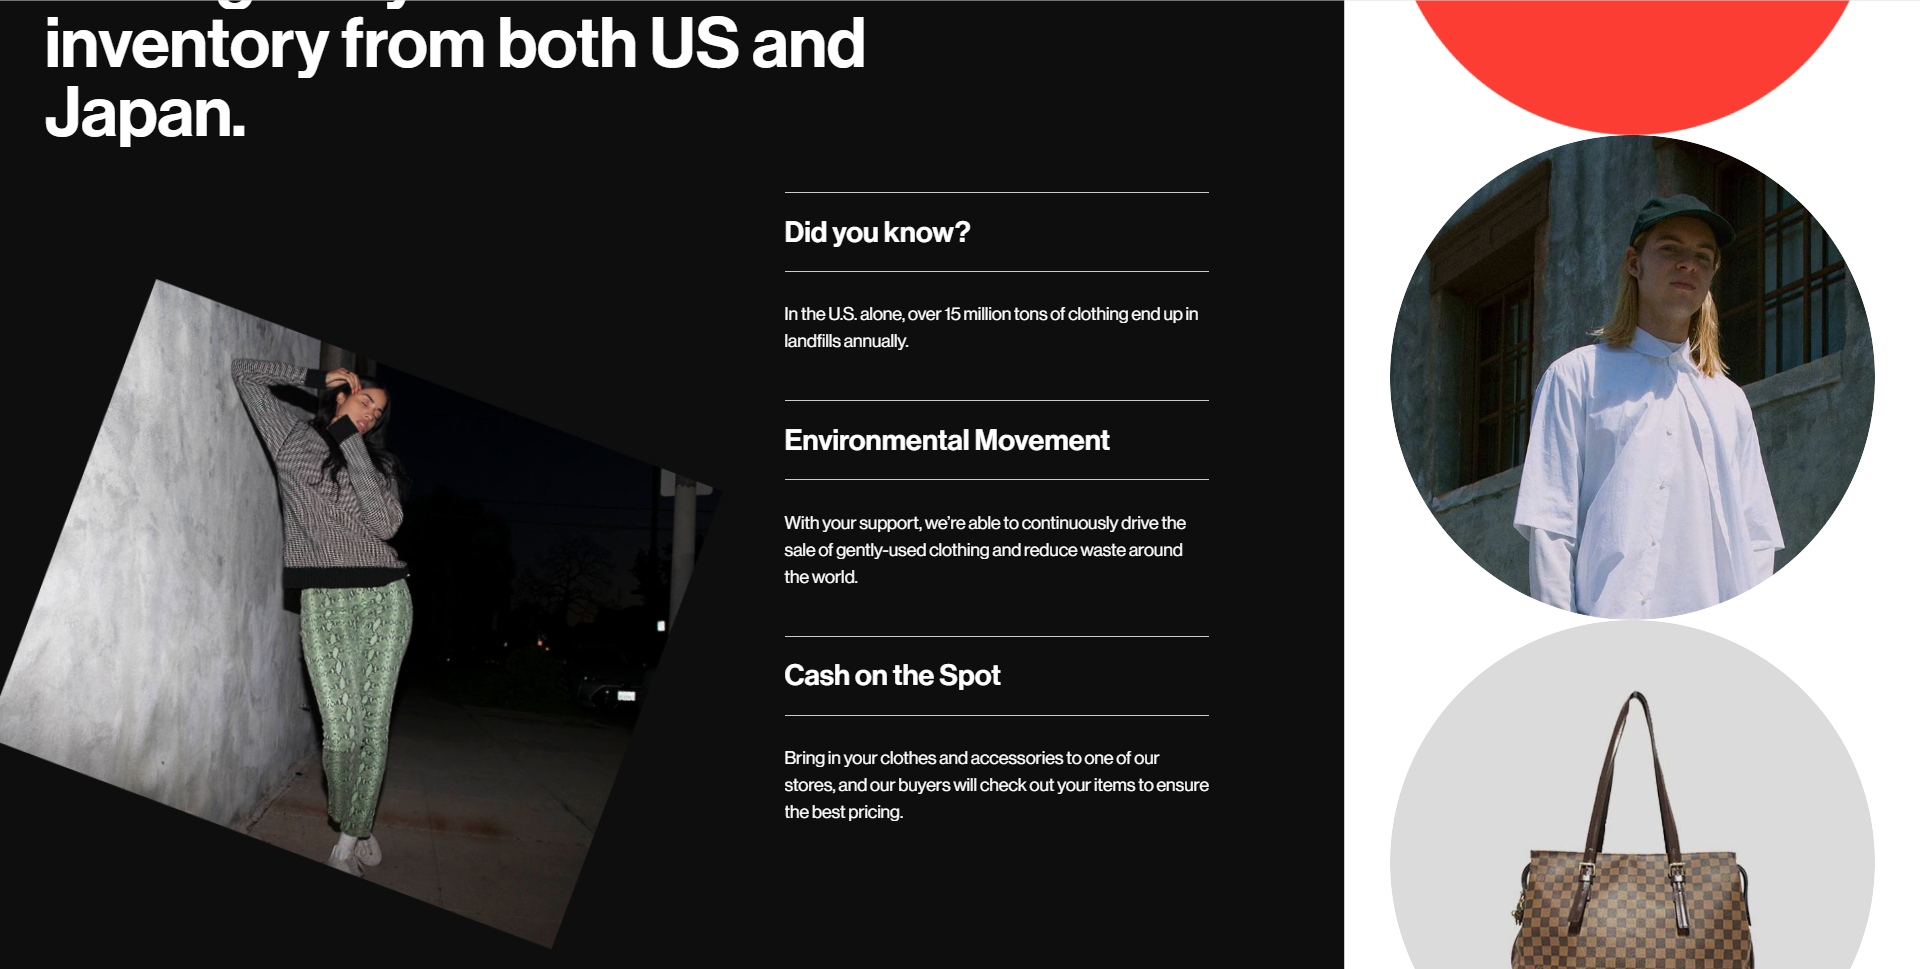 inventory from both US and
Japan.
Did you know?
In the U.S. alone, over 15 million tons of clothing end up in
landfills annually.
Environmental Movement
With your support, we're able to continuously drive the
sale of gently-used clothing and reduce waste around
the world.
Cash on the Spot
Bring in your clothes and accessories to one of our
stores, and our buyers will check out your items to ensure
the best pricing.